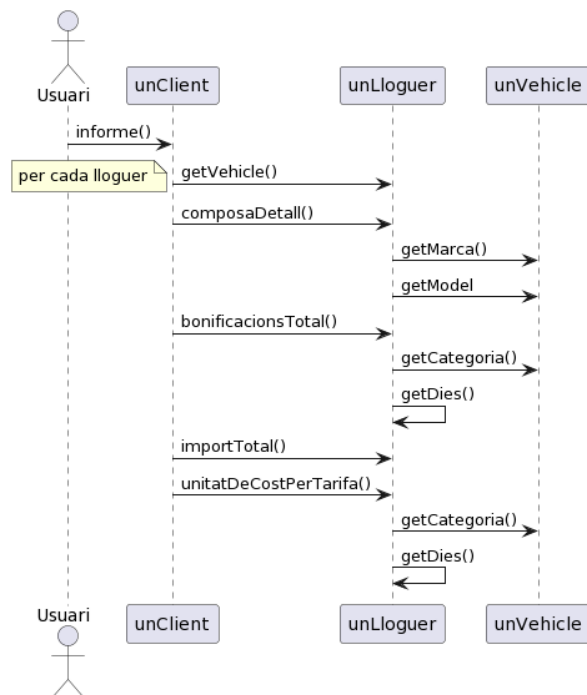 Usuari
unClient
unLloguer
unVehicle
informe()
per cada lloguer
getVehicle()
composaDetall()
getMarca()
getModel
bonificacionsTotal()
getCategoria()
getDies()
importTotal()
unitatDeCostPerTarifa()
getCategoria()
getDies()
Usuari
unClient
unLloguer
unVehicle